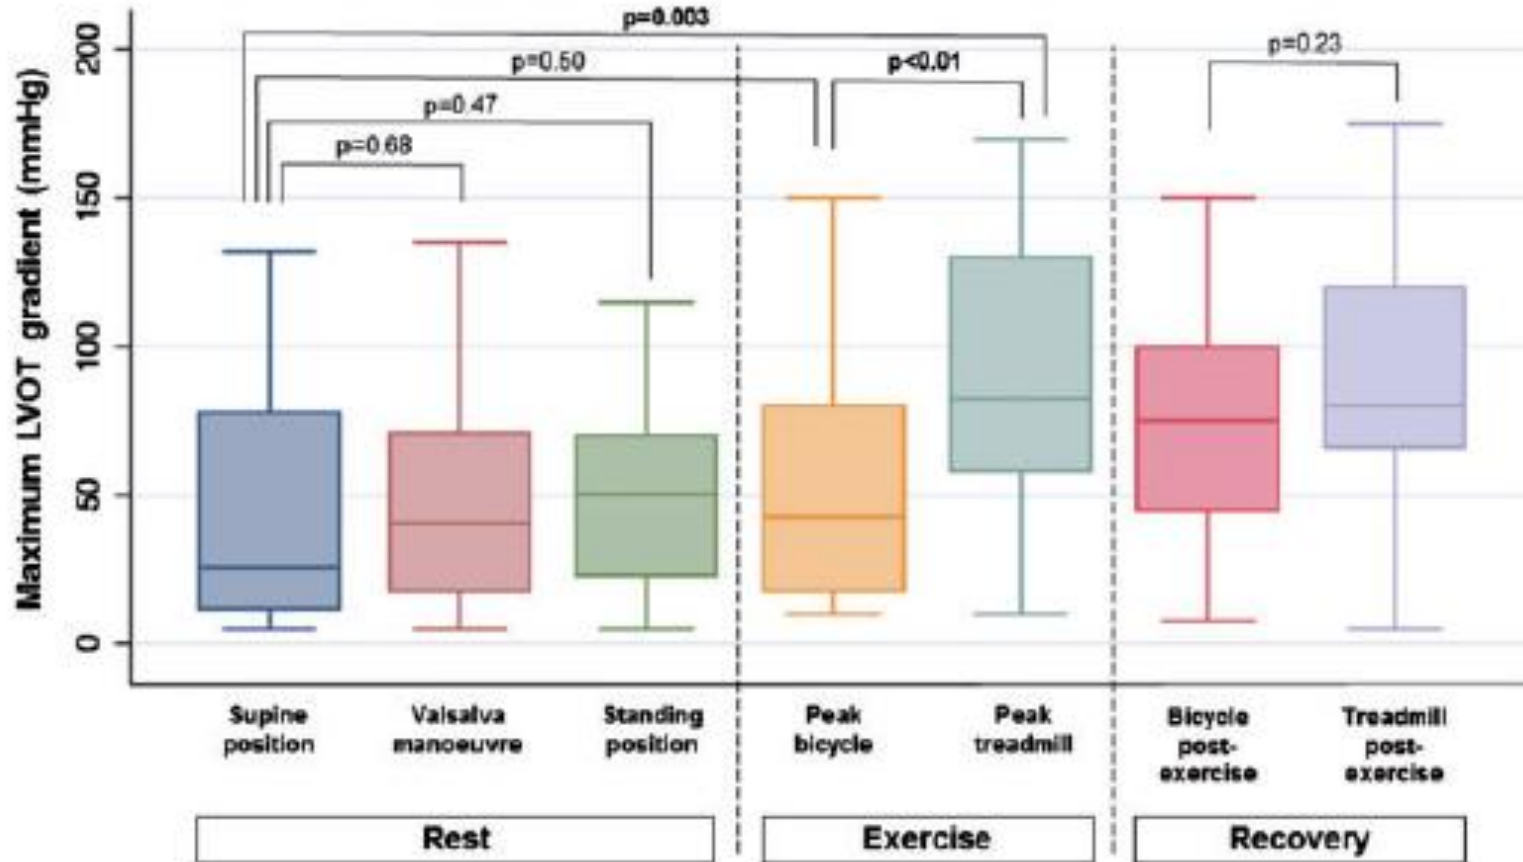 p=0.003
p=0.50
p<0.01
p=0.23
p=0.47
p=0.68
Maximum LVOT gradient (mmHg)
200
150
100
50
0
Supine
position
Valsalva
manoeuvre
Standing
position
Peak
bicycle
Peak
treadmill
Bicycle
post-
exercise
Treadmill
post-
exercise
Rest
Exercise
Recovery